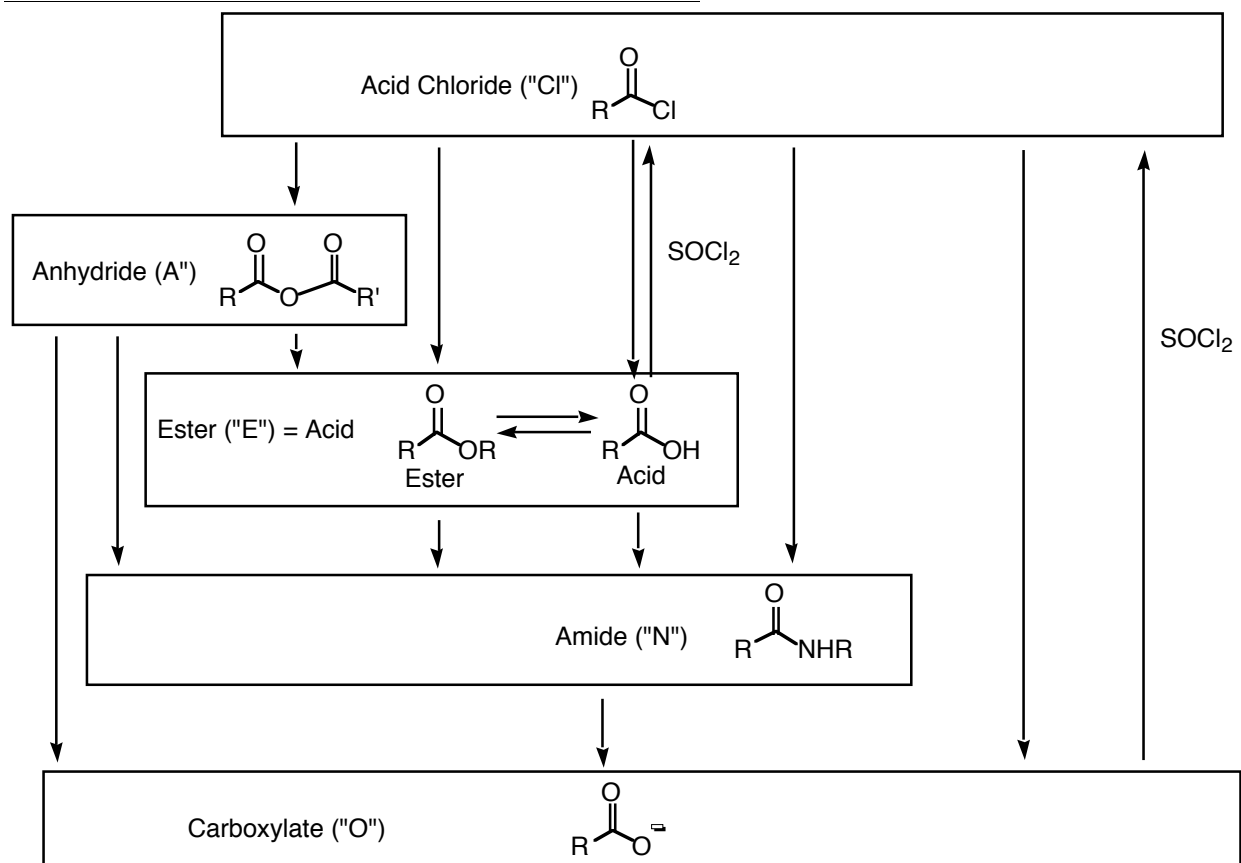 O
Acid Chloride ("Cl")
R
Cl
O
O
Anhydride (A")
R
O
R'
SOCl2
SOCl2
O
O
Ester ("E") = Acid
R
OR
R
OH
Ester
Acid
O
Amide ("N")
R
NHR
O
Carboxylate ("O")
R
O